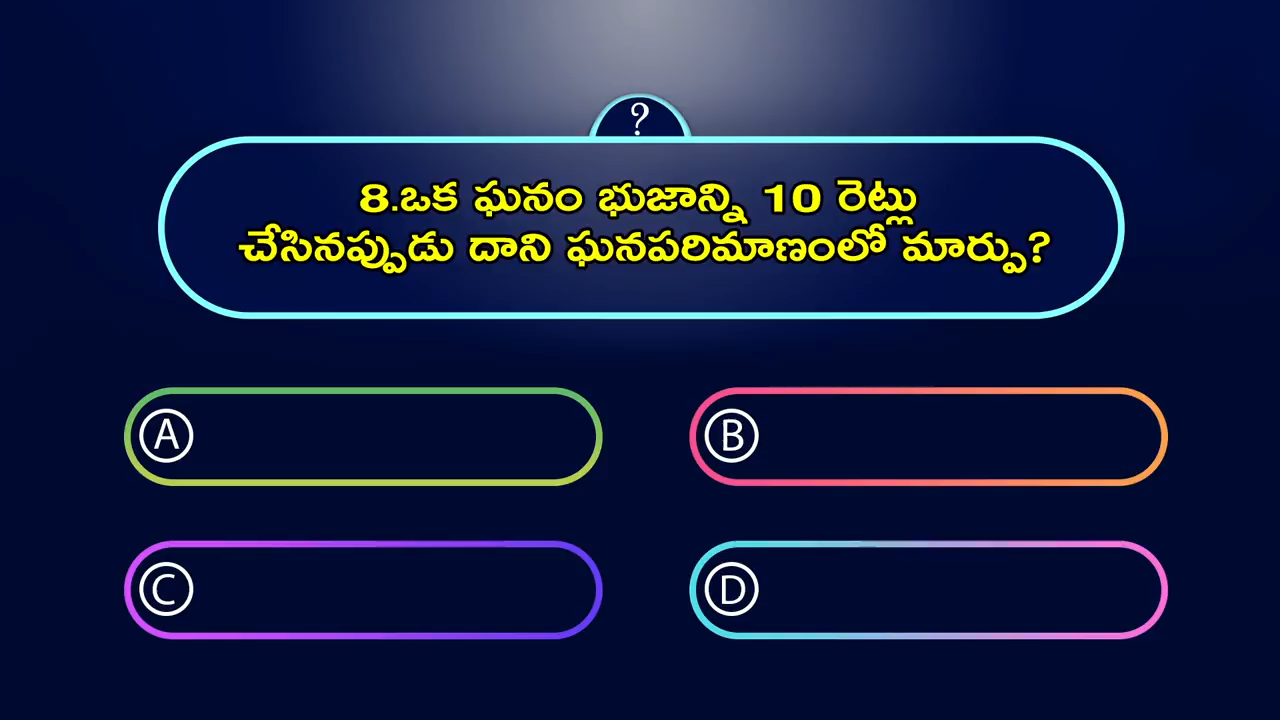 ?
8.ఒక ఘనం భుజాన్ని 10 రెట్లు
చేసినప్పుడు దాని ఘనపరిమాణంలో మార్పు?
A
B
C
D